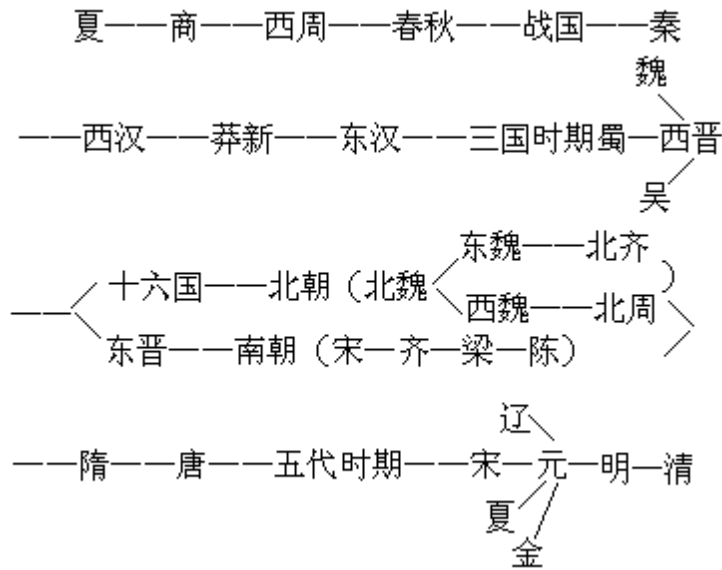 夏——商——西周——春秋——战国——秦
魏
——西汉——莽新——东汉——三国时期蜀—西晋
吴
东魏——北齐
十六国——北朝（北魏
）
——
西魏——北周
东晋——南朝（宋—齐—梁—陈）
辽
——隋——唐——五代时期——宋—元—明—清
夏
金